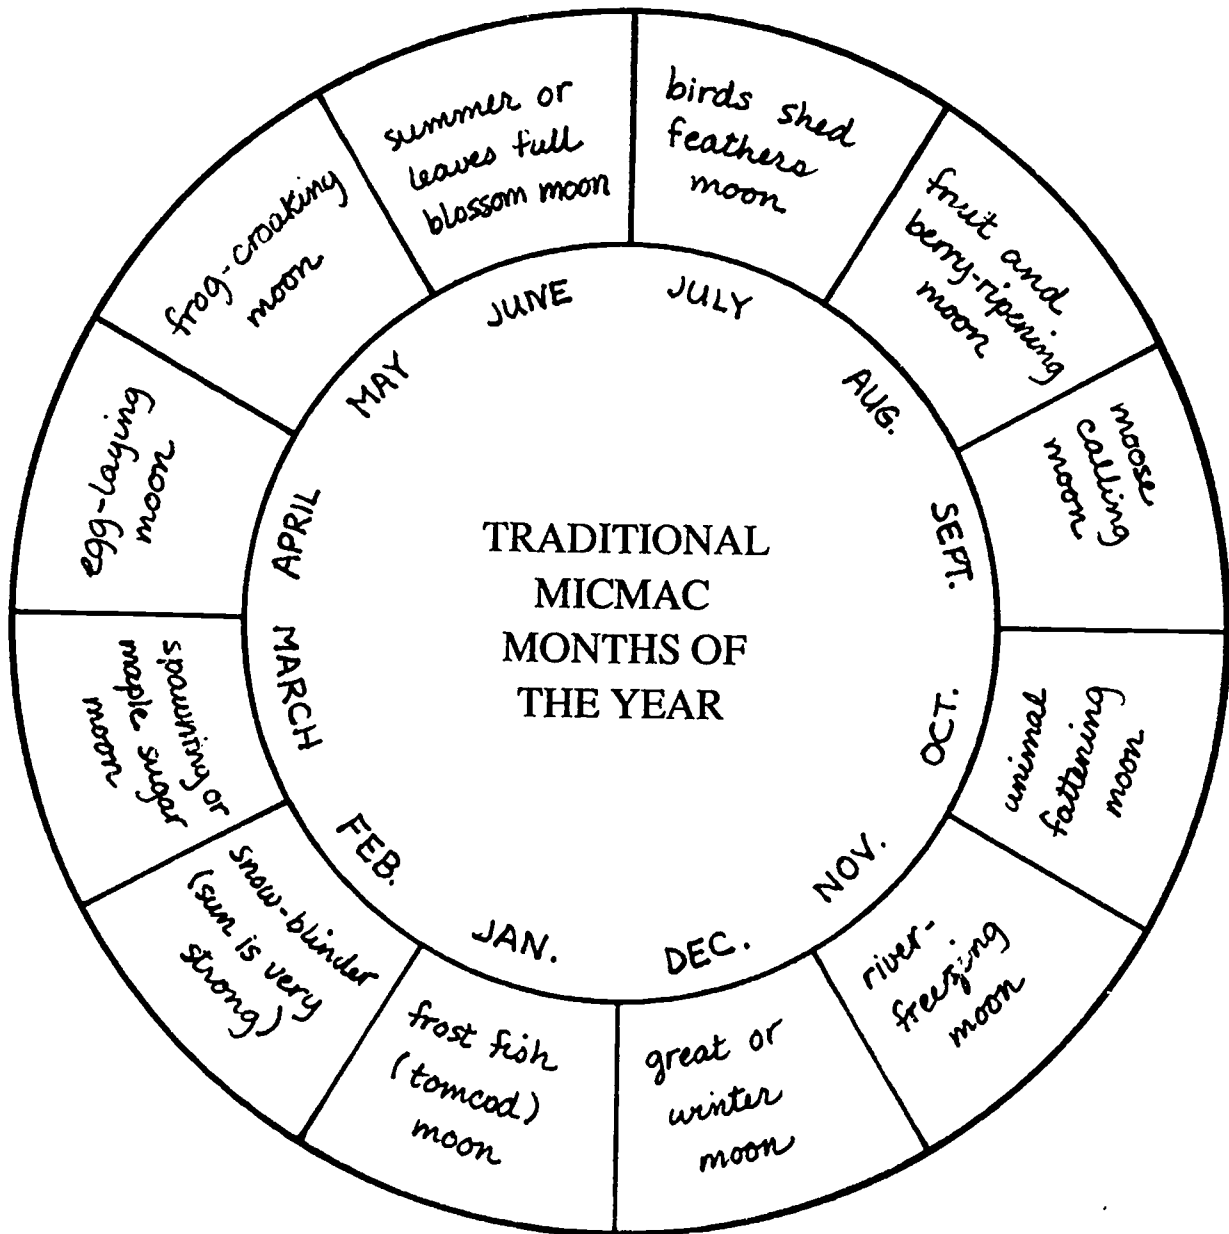 TRADITIONAL
MICMAC
MONTHS OF
THE YEAR
JAN.
frost fish
(tomcod)
moon
FEB.
snow-blinder
(sun is very
strong)
MARCH
spawning or
maple sugar
moon
APRIL
egg-laying
moon
MAY
frog-croaking
moon
JUNE
summer or
leaves full
blossom moon
JULY
birds shed
feathers
moon
AUG.
fruit and
berry-ripening
moon
SEPT.
moose
calling
moon
OCT.
animal
fattening
moon
NOV.
river-
freezing
moon
DEC.
great or
winter
moon